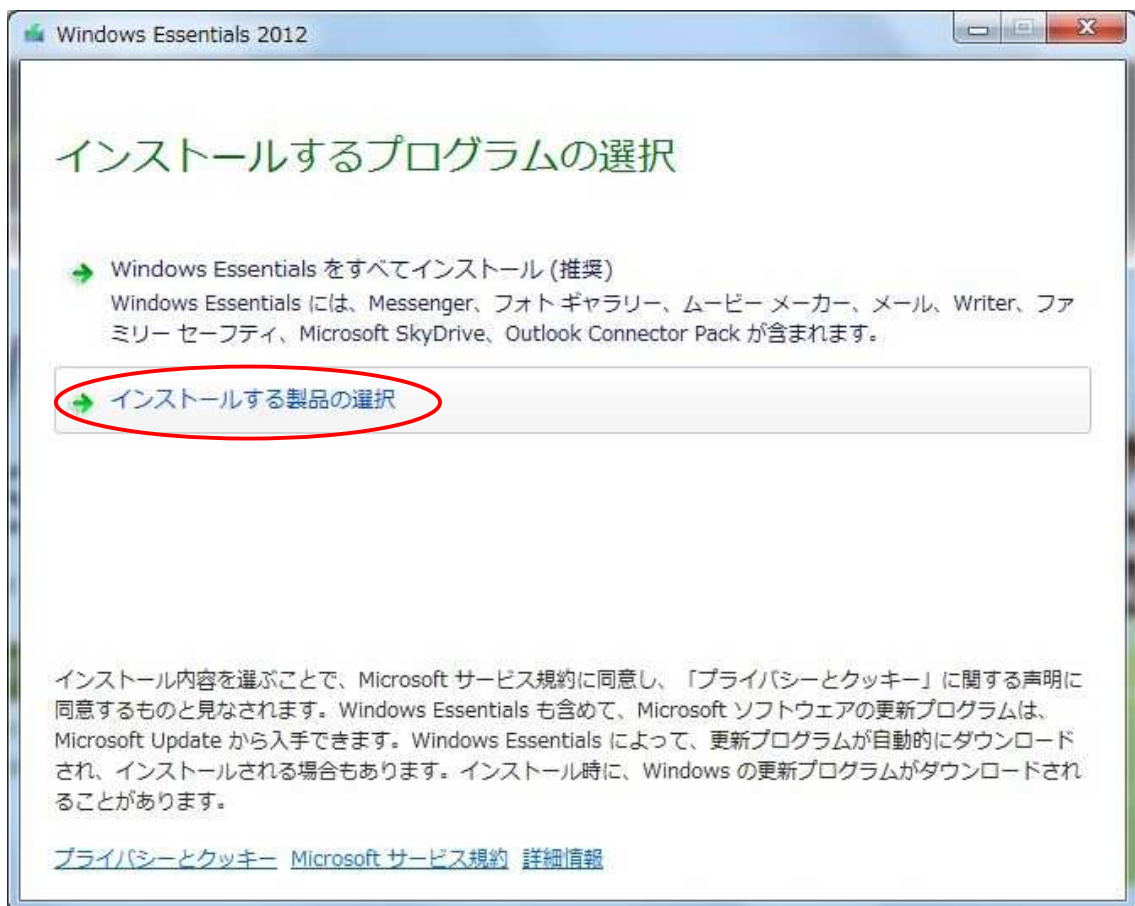 Windows Essentials 2012
インストールするプログラムの選択
Windows Essentials をすべてインストール (推奨)
Windows Essentials には、Messenger、フォト ギャラリー、ムービー メーカー、メール、Writer、ファ
ミリー セーフティ、Microsoft SkyDrive、Outlook Connector Pack が含まれます。
インストールする製品の選択
インストール内容を選ぶことで、Microsoft サービス規約に同意し、「プライバシーとクッキー」に関する声明に
同意するものと見なされます。Windows Essentials も含めて、Microsoft ソフトウェアの更新プログラムは、
Microsoft Update から入手できます。Windows Essentials によって、更新プログラムが自動的にダウンロード
され、インストールされる場合もあります。インストール時に、Windows の更新プログラムがダウンロードされ
ることがあります。
プライバシーとクッキー Microsoft サービス規約 詳細情報